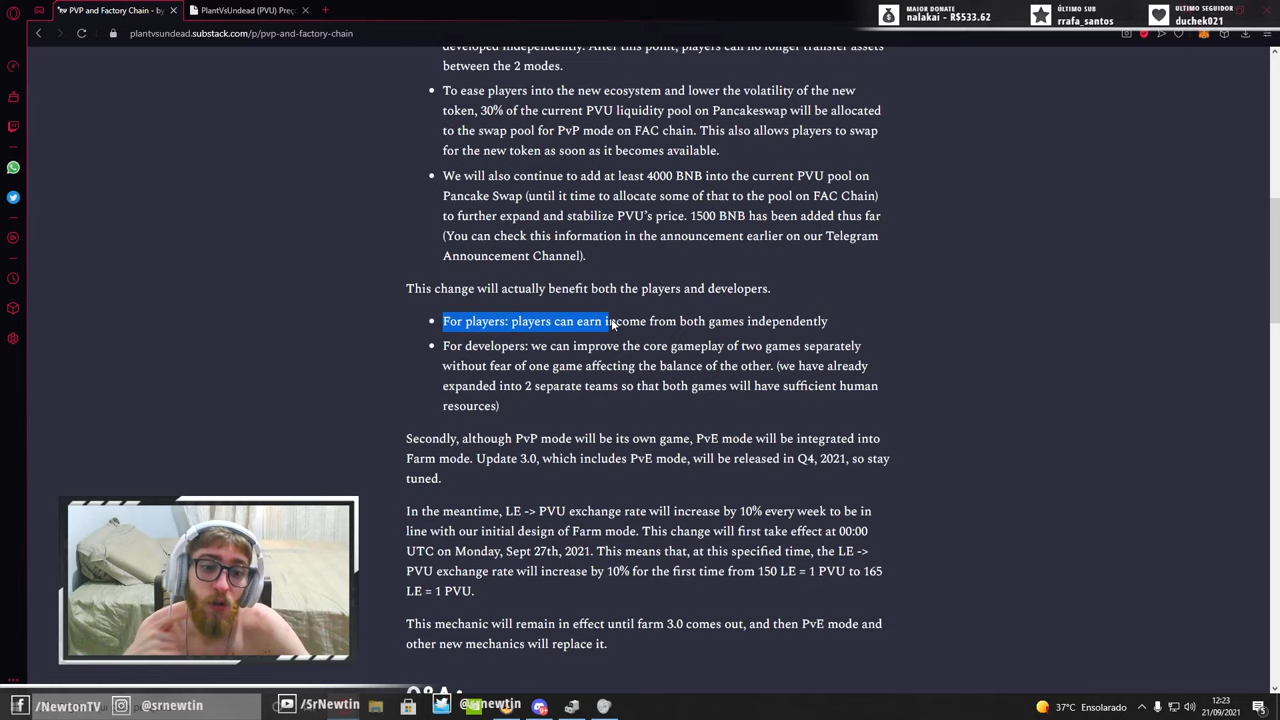 PVP and Factory Chain - by
PlantVsUndead (PVU) Preç
MAIOR DONATE
nalakai - R$533.62
ÚLTIMO SUB
rrafa_santos
ÚLTIMO SEGUIDOR
duchek021
plantvsundead.substack.com/p/pvp-and-factory-chain
developed independently. After this point, players can no longer transfer assets
between the 2 modes.
To ease players into the new ecosystem and lower the volatility of the new
token, 30% of the current PVU liquidity pool on Pancakeswap will be allocated
to the swap pool for PvP mode on FAC chain. This also allows players to swap
for the new token as soon as it becomes available.
We will also continue to add at least 4000 BNB into the current PVU pool on
Pancake Swap (until it time to allocate some of that to the pool on FAC Chain)
to further expand and stabilize PVU’s price. 1500 BNB has been added thus far
(You can check this information in the announcement earlier on our Telegram
Announcement Channel).
This change will actually benefit both the players and developers.
For players: players can earn income from both games independently
For developers: we can improve the core gameplay of two games separately
without fear of one game affecting the balance of the other. (we have already
expanded into 2 separate teams so that both games will have sufficient human
resources)
Secondly, although PvP mode will be its own game, PvE mode will be integrated into
Farm mode. Update 3.0, which includes PvE mode, will be released in Q4, 2021, so stay
tuned.
In the meantime, LE -> PVU exchange rate will increase by 10% every week to be in
line with our initial design of Farm mode. This change will first take effect at 00:00
UTC on Monday, Sept 27th, 2021. This means that, at this specified time, the LE ->
PVU exchange rate will increase by 10% for the first time from 150 LE = 1 PVU to 165
LE = 1 PVU.
This mechanic will remain in effect until farm 3.0 comes out, and then PvE mode and
other new mechanics will replace it.
Q&A:
/NewtonTV
@srnewtin
/SrNewtin
@srnewtin
37°C Ensolarado
12:23
21/09/2021